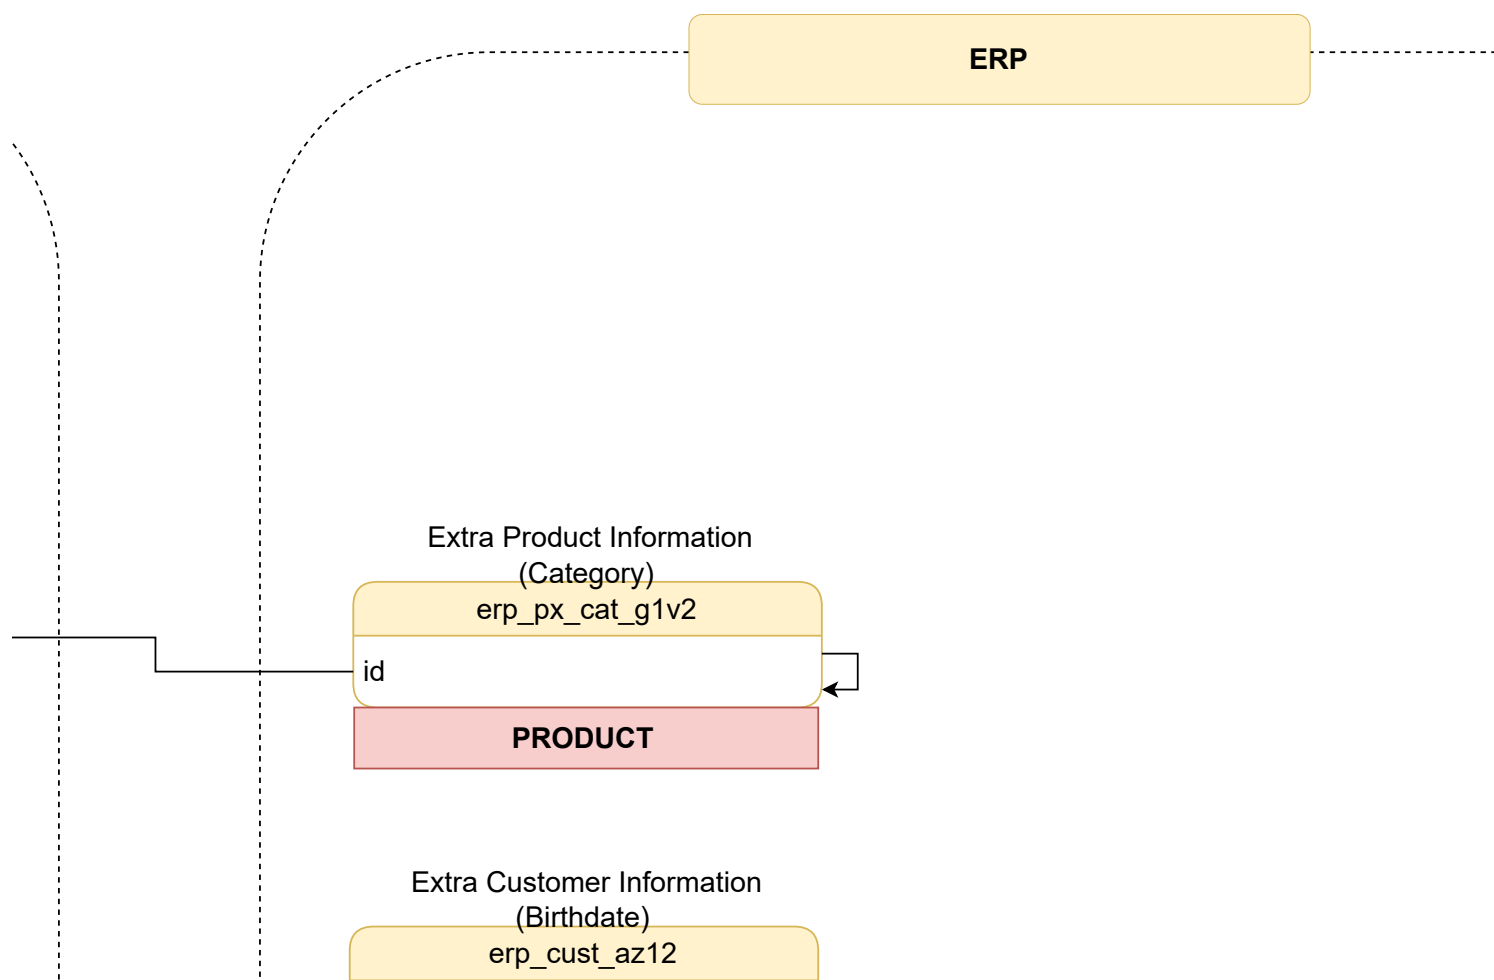 ERP
Extra Product Information
(Category)
erp_px_cat_g1v2
id
PRODUCT
Extra Customer Information
(Birthdate)
erp_cust_az12